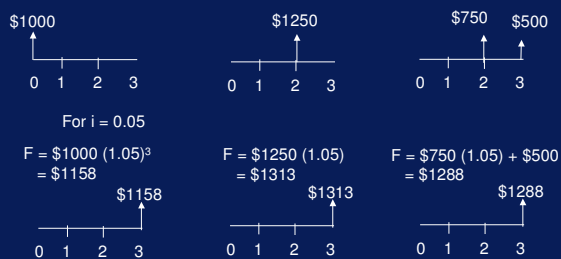 $1000
0 1 2 3
$1250
0 1 2 3
$750 $500
0 1 2 3
For i = 0.05
F = $1000 (1.05)³
= $1158
$1158
0 1 2 3
F = $1250 (1.05)
= $1313
$1313
0 1 2 3
F = $750 (1.05) + $500
= $1288
$1288
0 1 2 3